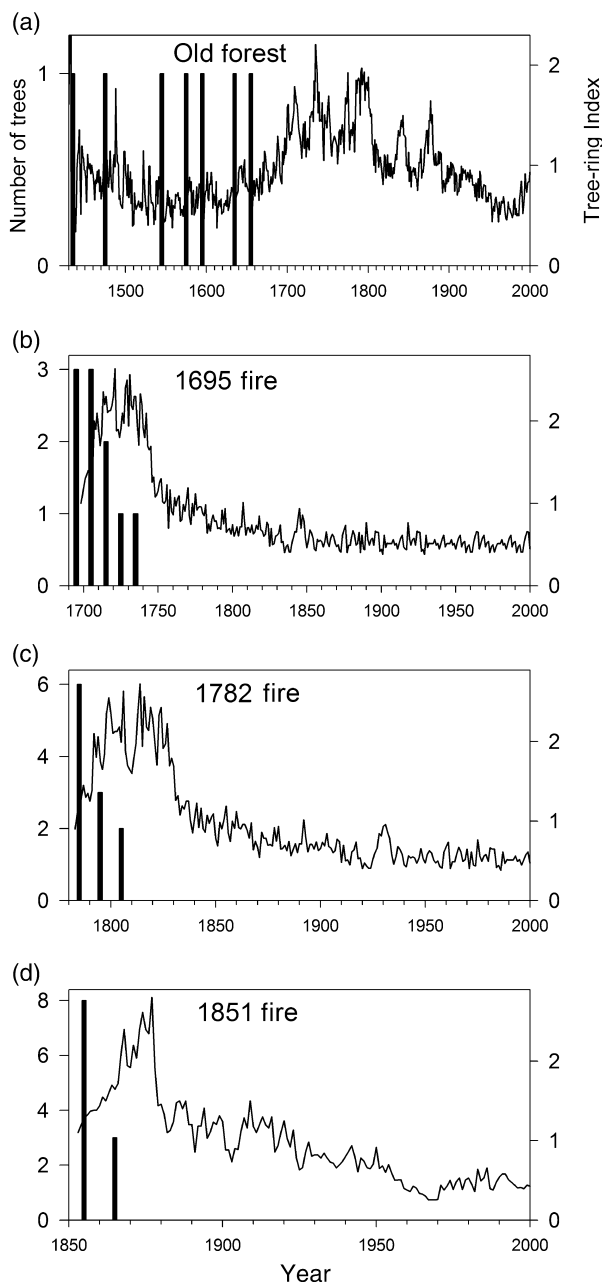 (a)
Old forest
Number of trees
Tree-ring Index
1
0
2
1
0
1500 1600 1700 1800 1900 2000
(b)
1695 fire
3
2
1
0
2
1
0
1700 1750 1800 1850 1900 1950 2000
(c)
1782 fire
6
4
2
0
2
1
0
1800 1850 1900 1950 2000
(d)
1851 fire
8
6
4
2
0
2
1
0
1850 1900 1950 2000
Year